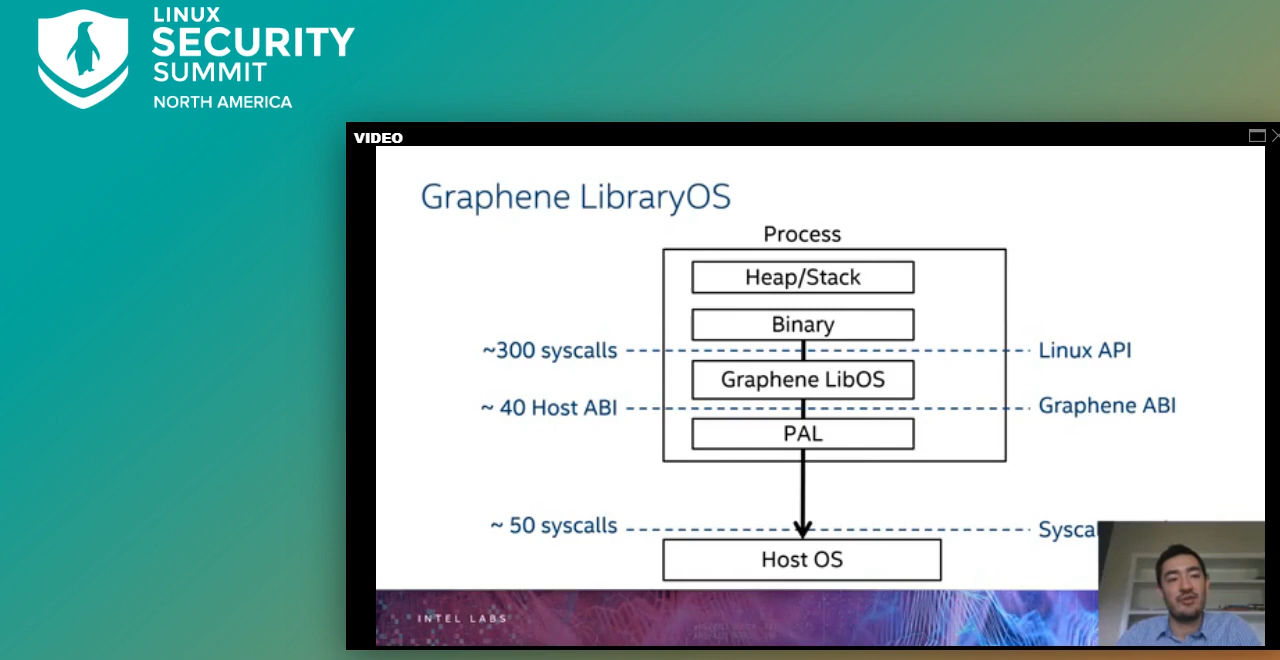 LINUX
SECURITY
SUMMIT
NORTH AMERICA
VIDEO
Graphene LibraryOS
Process
Heap/Stack
Binary
~300 syscalls
Linux API
Graphene LibOS
~ 40 Host ABI
Graphene ABI
PAL
~ 50 syscalls
Host OS
INTEL LABS